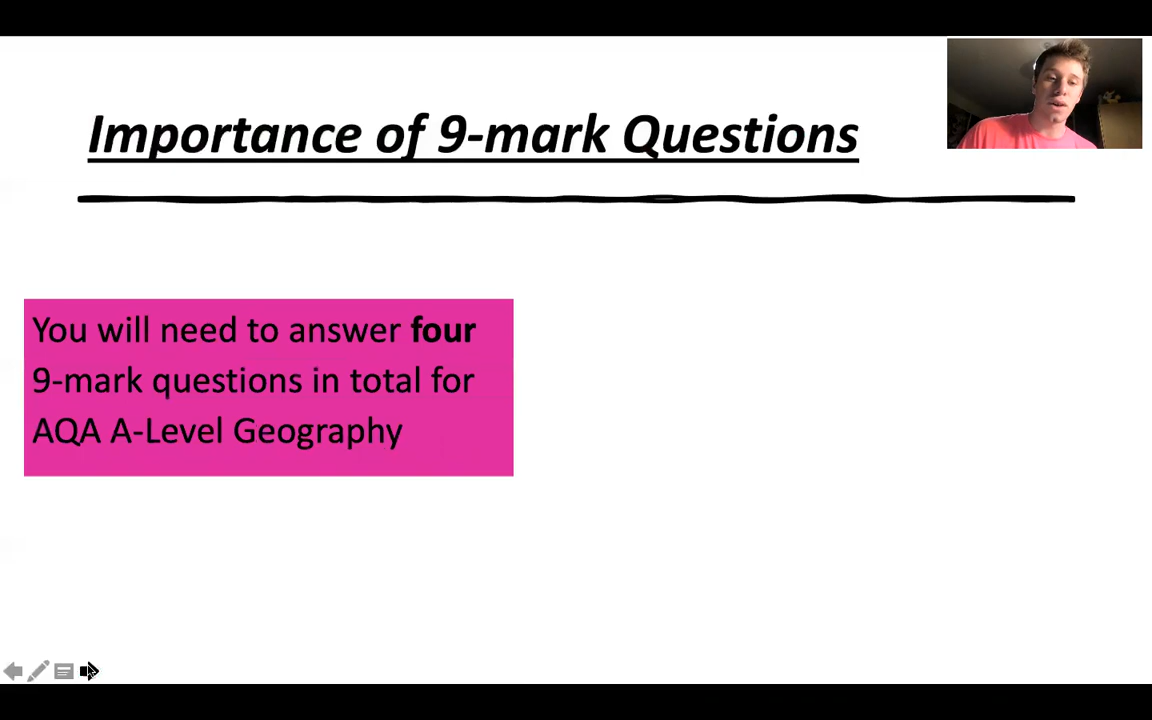 Importance of 9-mark Questions
You will need to answer four
9-mark questions in total for
AQA A-Level Geography